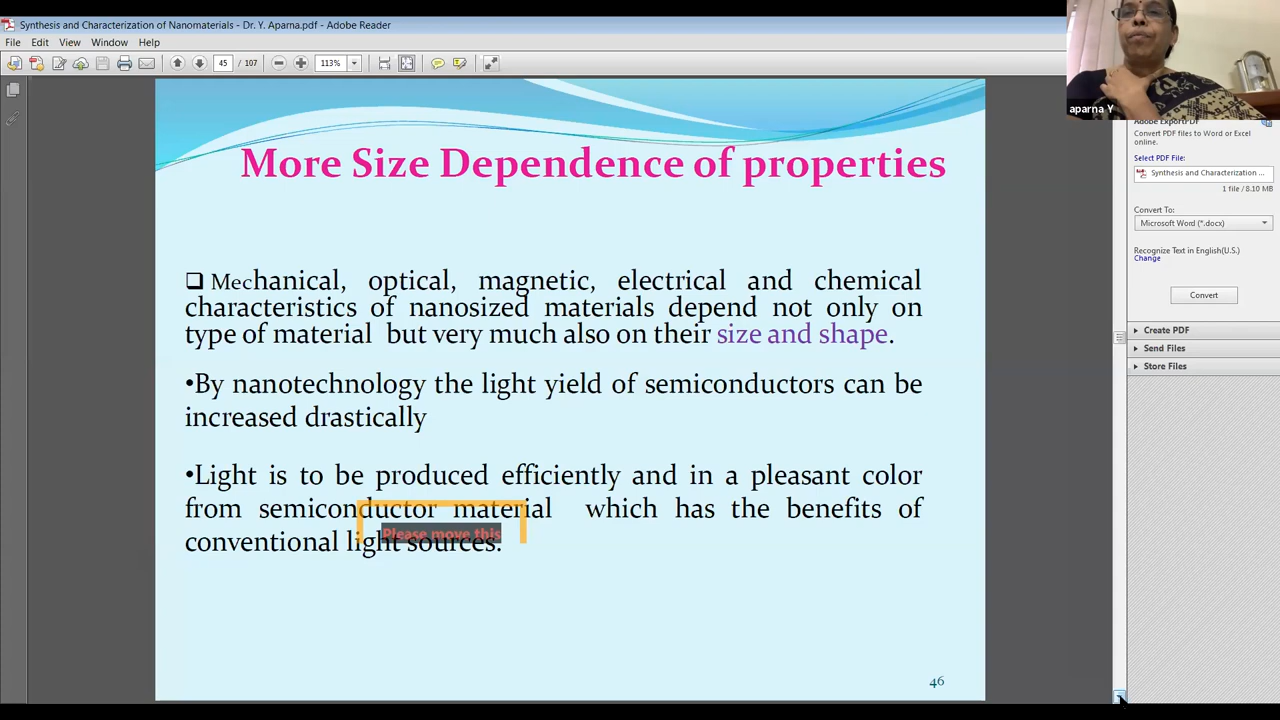 Synthesis and Characterization of Nanomaterials - Dr. Y. Aparna.pdf - Adobe Reader
File Edit View Window Help
45 / 107 113%
aparna Y
More Size Dependence of properties
❑ Mechanical, optical, magnetic, electrical and chemical
characteristics of nanosized materials depend not only on
type of material but very much also on their size and shape.
•By nanotechnology the light yield of semiconductors can be
increased drastically
•Light is to be produced efficiently and in a pleasant color
from semiconductor material which has the benefits of
Please move this
conventional light sources.
46
Adobe ExportPDF
Convert PDF files to Word or Excel
online.
Select PDF File:
Synthesis and Characterization ...
1 file / 8.10 MB
Convert To:
Microsoft Word (*.docx)
Recognize Text in English(U.S.)
Change
Convert
Create PDF
Send Files
Store Files